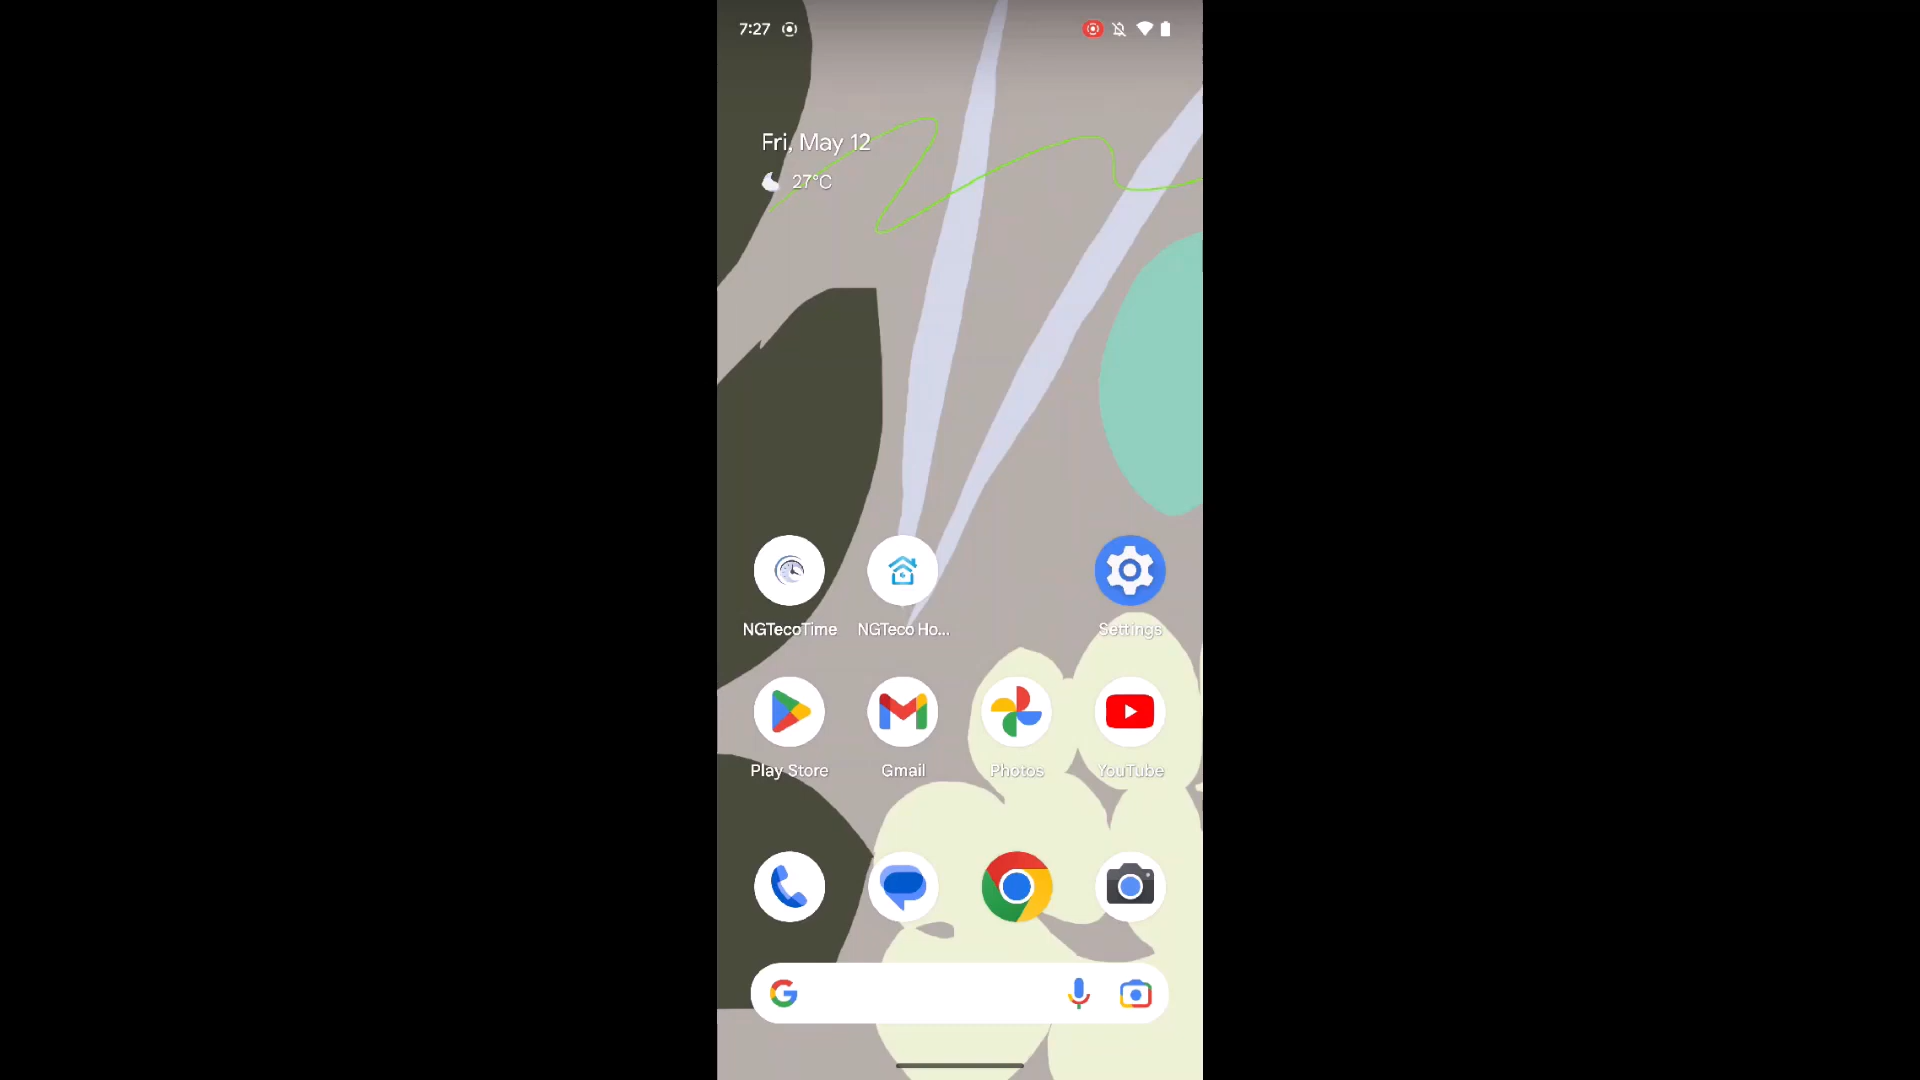 7:27
Fri, May 12
27°C
NGTecoTime
NGTeco Ho...
Settings
Play Store
Gmail
Photos
YouTube